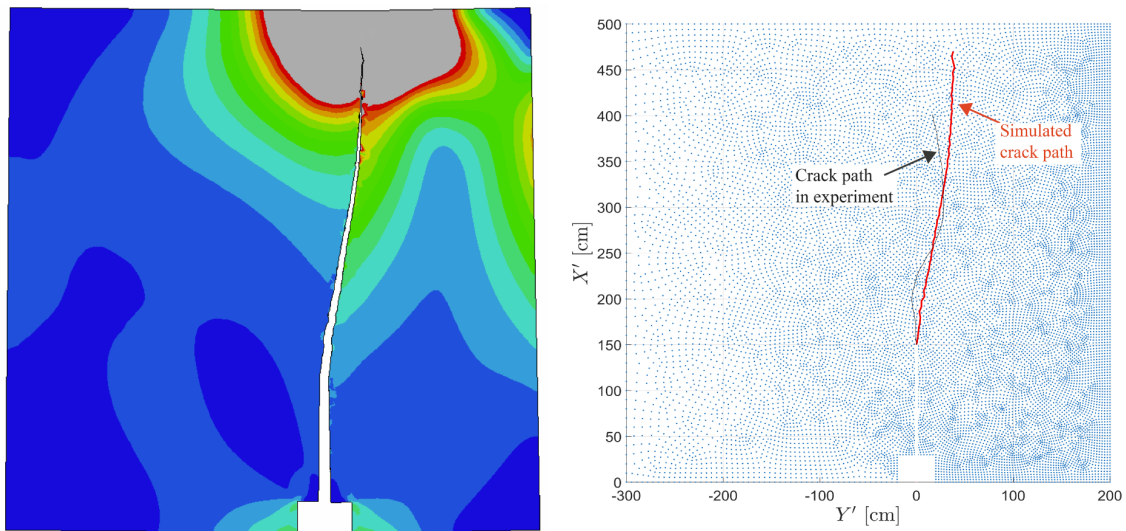 500
450
400
350
300
250
200
150
100
50
0
X′ [cm]
Simulated
crack path
Crack path
in experiment
-300
-200
-100
0
100
200
Y′ [cm]